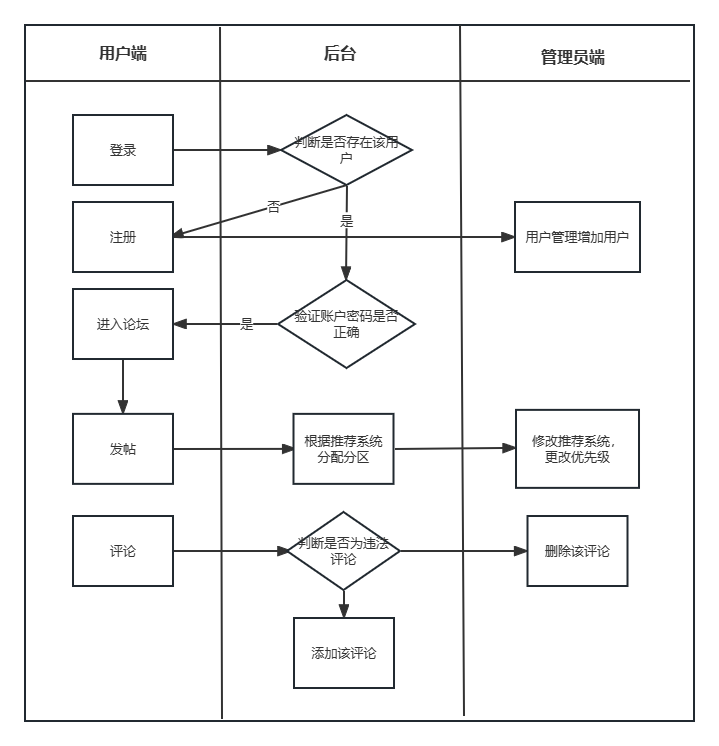 用户端
后台
管理员端
登录
判断是否存在该用
户
否
是
注册
用户管理增加用户
进入论坛
是
验证账户密码是否
正确
发帖
根据推荐系统
分配分区
修改推荐系统，
更改优先级
评论
判断是否为违法
评论
删除该评论
添加该评论